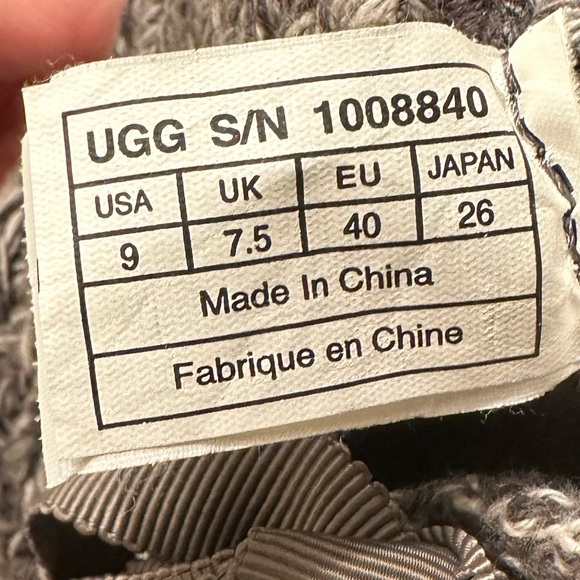 UGG S/N 1008840
USA UK EU JAPAN
9 7.5 40 26
Made In China
Fabrique en Chine